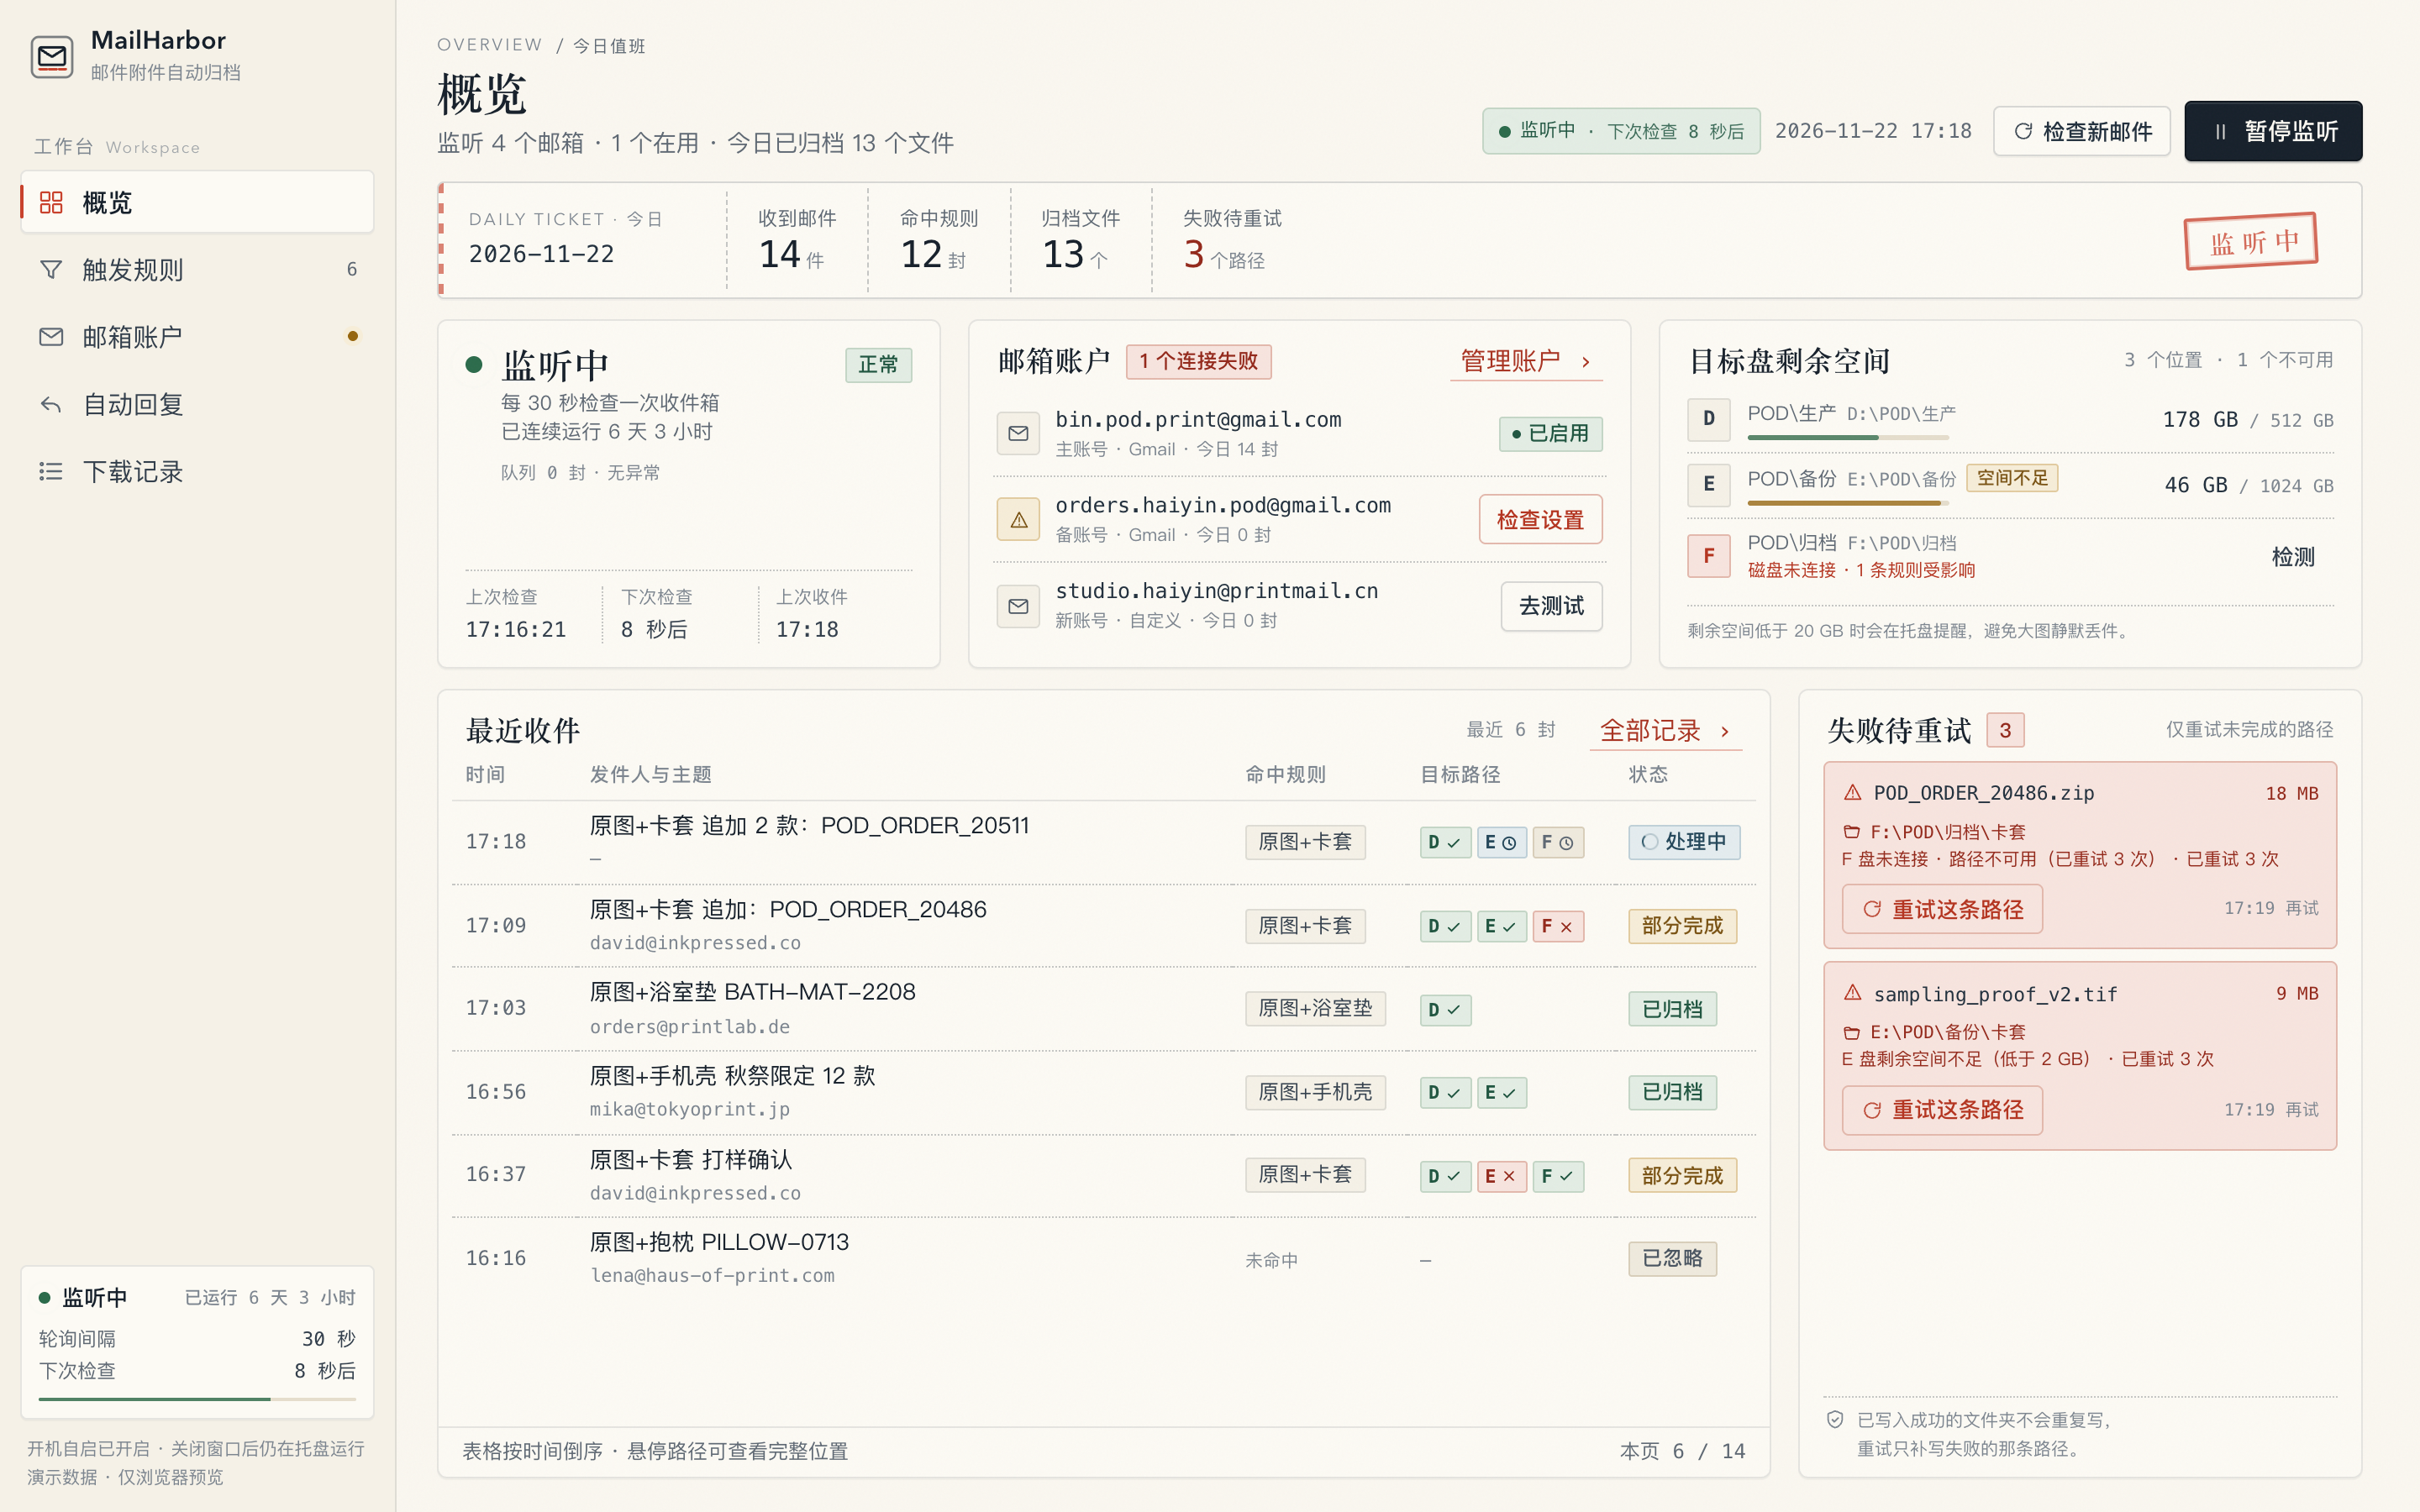 MailHarbor
邮件附件自动归档
工作台 Workspace
概览
触发规则 6
邮箱账户
自动回复
下载记录
监听中 已运行 6 天 3 小时
轮询间隔 30 秒
下次检查 8 秒后
开机自启已开启 · 关闭窗口后仍在托盘运行
演示数据 · 仅浏览器预览
OVERVIEW / 今日值班
概览
监听 4 个邮箱 · 1 个在用 · 今日已归档 13 个文件
监听中 · 下次检查 8 秒后 2026-11-22 17:18 检查新邮件 暂停监听
DAILY TICKET · 今日
2026-11-22
收到邮件
14 件
命中规则
12 封
归档文件
13 个
失败待重试
3 个路径
监听中
监听中 正常
每 30 秒检查一次收件箱
已连续运行 6 天 3 小时
队列 0 封 · 无异常
上次检查
17:16:21
下次检查
8 秒后
上次收件
17:18
邮箱账户 1 个连接失败 管理账户 ›
bin.pod.print@gmail.com
主账号 · Gmail · 今日 14 封
已启用
orders.haiyin.pod@gmail.com
备账号 · Gmail · 今日 0 封
检查设置
studio.haiyin@printmail.cn
新账号 · 自定义 · 今日 0 封
去测试
目标盘剩余空间 3 个位置 · 1 个不可用
D POD\生产 D:\POD\生产 178 GB / 512 GB
E POD\备份 E:\POD\备份 空间不足 46 GB / 1024 GB
F POD\归档 F:\POD\归档
磁盘未连接 · 1 条规则受影响
检测
剩余空间低于 20 GB 时会在托盘提醒，避免大图静默丢件。
最近收件 最近 6 封 全部记录 ›
时间 发件人与主题 命中规则 目标路径 状态
17:18 原图+卡套 追加 2 款：POD_ORDER_20511 原图+卡套 D E F 处理中
—
17:09 原图+卡套 追加：POD_ORDER_20486 原图+卡套 D E F 部分完成
david@inkpressed.co
17:03 原图+浴室垫 BATH-MAT-2208 原图+浴室垫 D 已归档
orders@printlab.de
16:56 原图+手机壳 秋祭限定 12 款 原图+手机壳 D E 已归档
mika@tokyoprint.jp
16:37 原图+卡套 打样确认 原图+卡套 D E F 部分完成
david@inkpressed.co
16:16 原图+抱枕 PILLOW-0713 未命中 — 已忽略
lena@haus-of-print.com
表格按时间倒序 · 悬停路径可查看完整位置 本页 6 / 14
失败待重试 3 仅重试未完成的路径
POD_ORDER_20486.zip 18 MB
F:\POD\归档\卡套
F 盘未连接 · 路径不可用（已重试 3 次） · 已重试 3 次
重试这条路径 17:19 再试
sampling_proof_v2.tif 9 MB
E:\POD\备份\卡套
E 盘剩余空间不足（低于 2 GB） · 已重试 3 次
重试这条路径 17:19 再试
已写入成功的文件夹不会重复写，
重试只补写失败的那条路径。